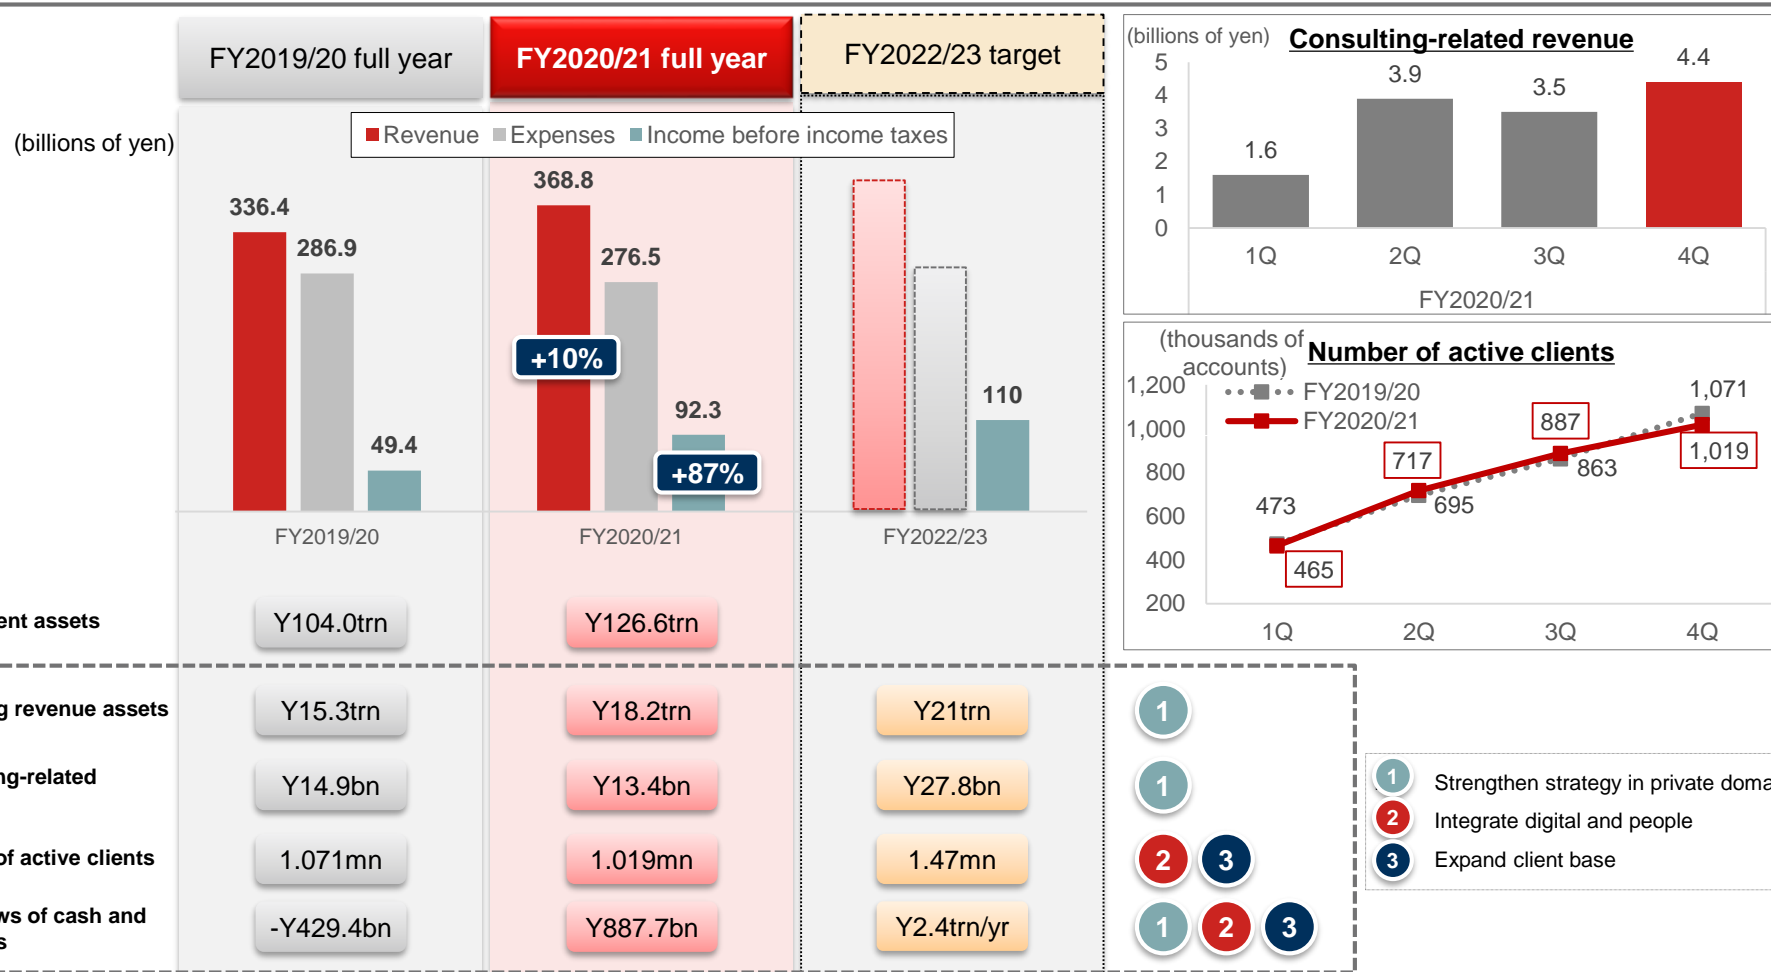 FY2019/20 full year
FY2020/21 full year
FY2022/23 target
(billions of yen)
Revenue Expenses Income before income taxes
336.4
286.9
49.4
368.8
276.5
92.3
+10%
+87%
110
FY2019/20
FY2020/21
FY2022/23
assets
Y104.0trn
Y126.6trn
revenue assets
Y15.3trn
Y18.2trn
Y21trn
1
-related
Y14.9bn
Y13.4bn
Y27.8bn
1
of active clients
1.071mn
1.019mn
1.47mn
2 3
of cash and
-Y429.4bn
Y887.7bn
Y2.4trn/yr
1 2 3
(billions of yen)
Consulting-related revenue
5
4
3
2
1
0
1.6
3.9
3.5
4.4
1Q
2Q
3Q
4Q
FY2020/21
(thousands of
accounts)
Number of active clients
FY2019/20
FY2020/21
1,200
1,000
800
600
400
200
473
465
717
695
887
863
1,071
1,019
1Q
2Q
3Q
4Q
1 Strengthen strategy in private
2 Integrate digital and people
3 Expand client base